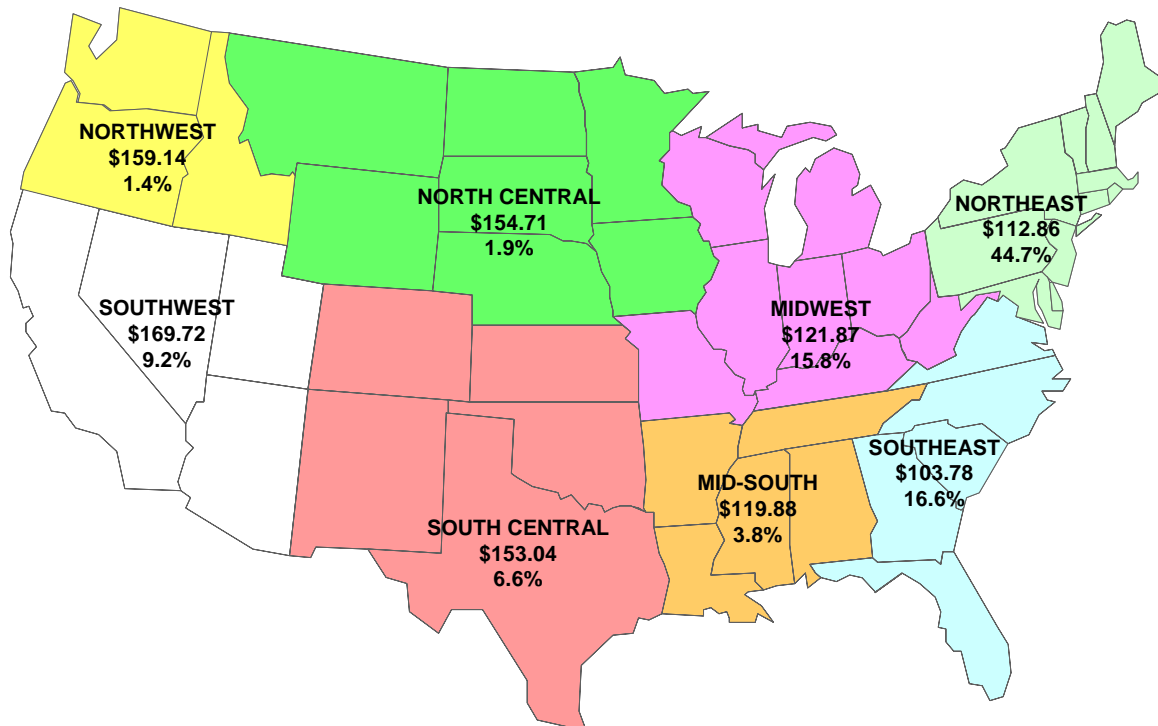 NORTHWEST
$159.14
1.4%
NORTH CENTRAL
$154.71
1.9%
NORTHEAST
$112.86
44.7%
SOUTHWEST
$169.72
9.2%
MIDWEST
$121.87
15.8%
SOUTHEAST
$103.78
16.6%
MID-SOUTH
$119.88
3.8%
SOUTH CENTRAL
$153.04
6.6%